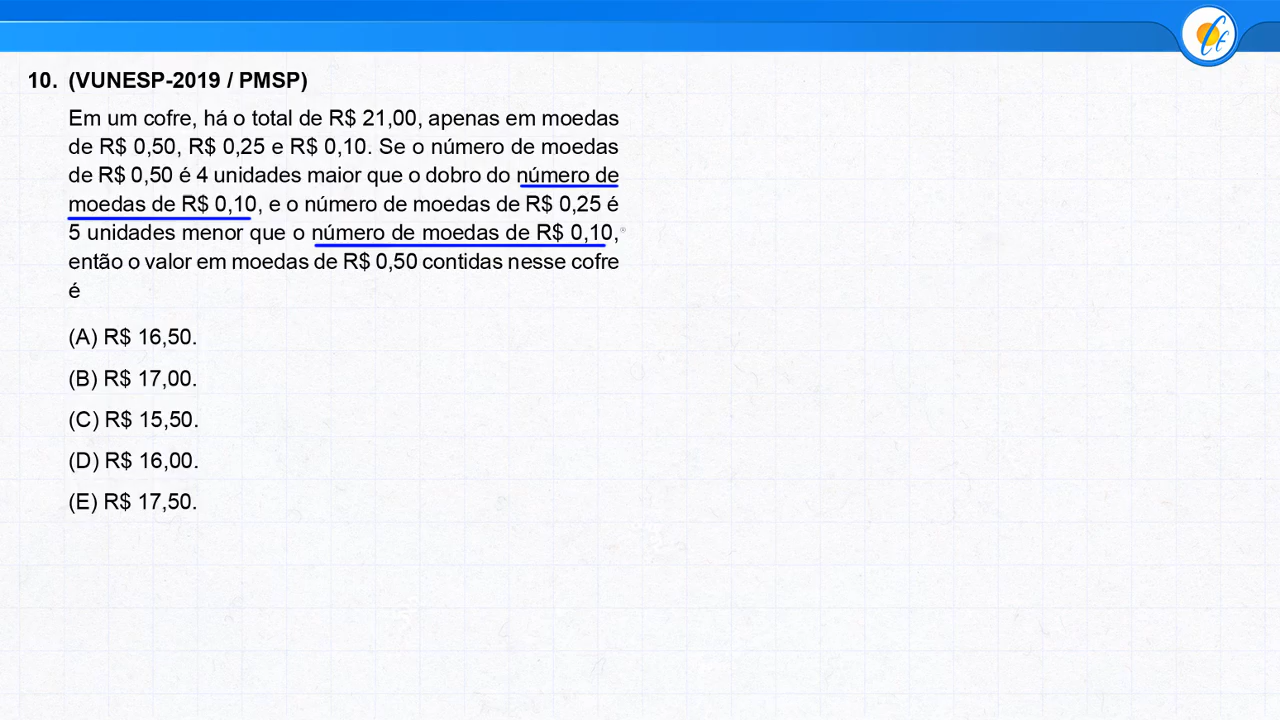 10. (VUNESP-2019 / PMSP)
Em um cofre, há o total de R$ 21,00, apenas em moedas
de R$ 0,50, R$ 0,25 e R$ 0,10. Se o número de moedas
de R$ 0,50 é 4 unidades maior que o dobro do número de
moedas de R$ 0,10, e o número de moedas de R$ 0,25 é
5 unidades menor que o número de moedas de R$ 0,10,
então o valor em moedas de R$ 0,50 contidas nesse cofre
é
(A) R$ 16,50.
(B) R$ 17,00.
(C) R$ 15,50.
(D) R$ 16,00.
(E) R$ 17,50.